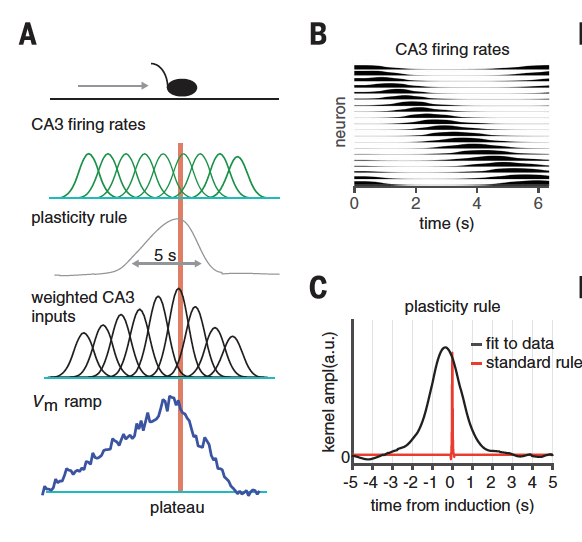 A
CA3 firing rates
plasticity rule
5 s
weighted CA3
inputs
Vm ramp
plateau
B
CA3 firing rates
neuron
0 2 4 6
time (s)
C
plasticity rule
fit to data
standard rule
kernel ampl(a.u.)
0
-5 -4 -3 -2 -1 0 1 2 3 4 5
time from induction (s)